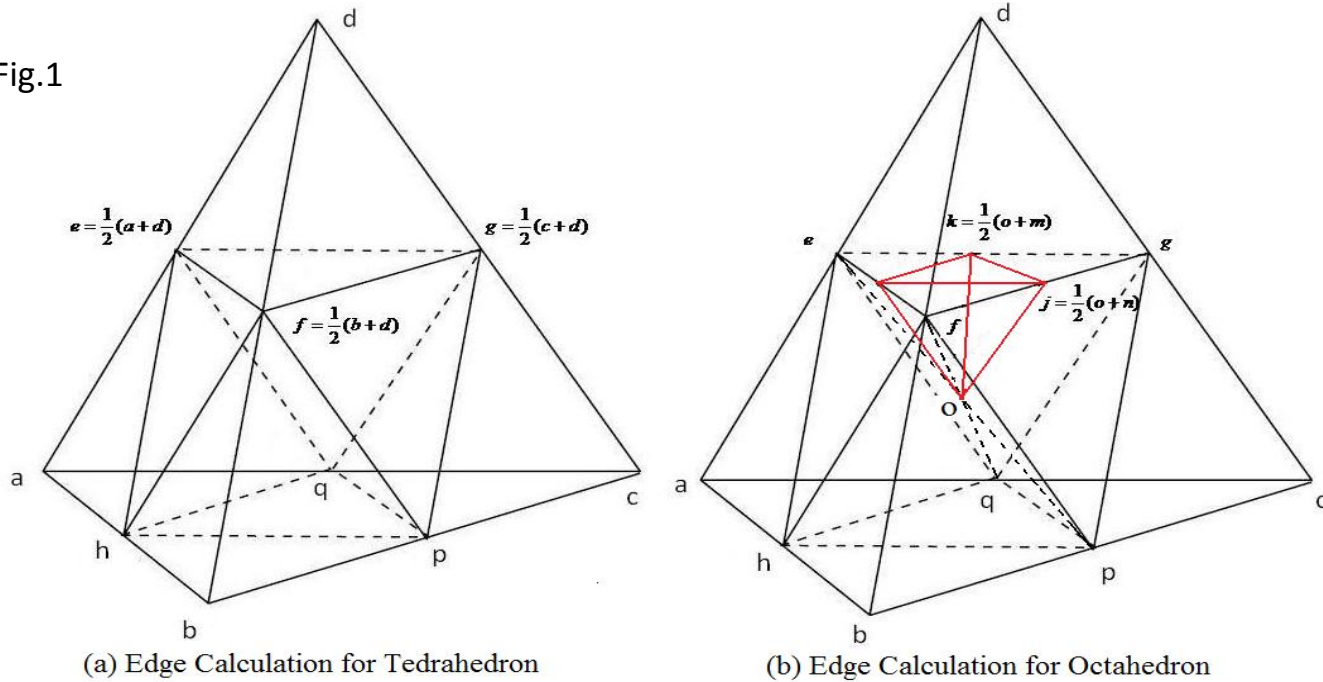 d
d
Fig.1
e = 1/2 (a+d)
g = 1/2 (c+d)
k = 1/2 (o+m)
e
g
f = 1/2 (b+d)
j = 1/2 (o+n)
f
O
a
q
c
a
q
c
h
p
h
p
b
b
(a) Edge Calculation for Tedrahedron
(b) Edge Calculation for Octahedron